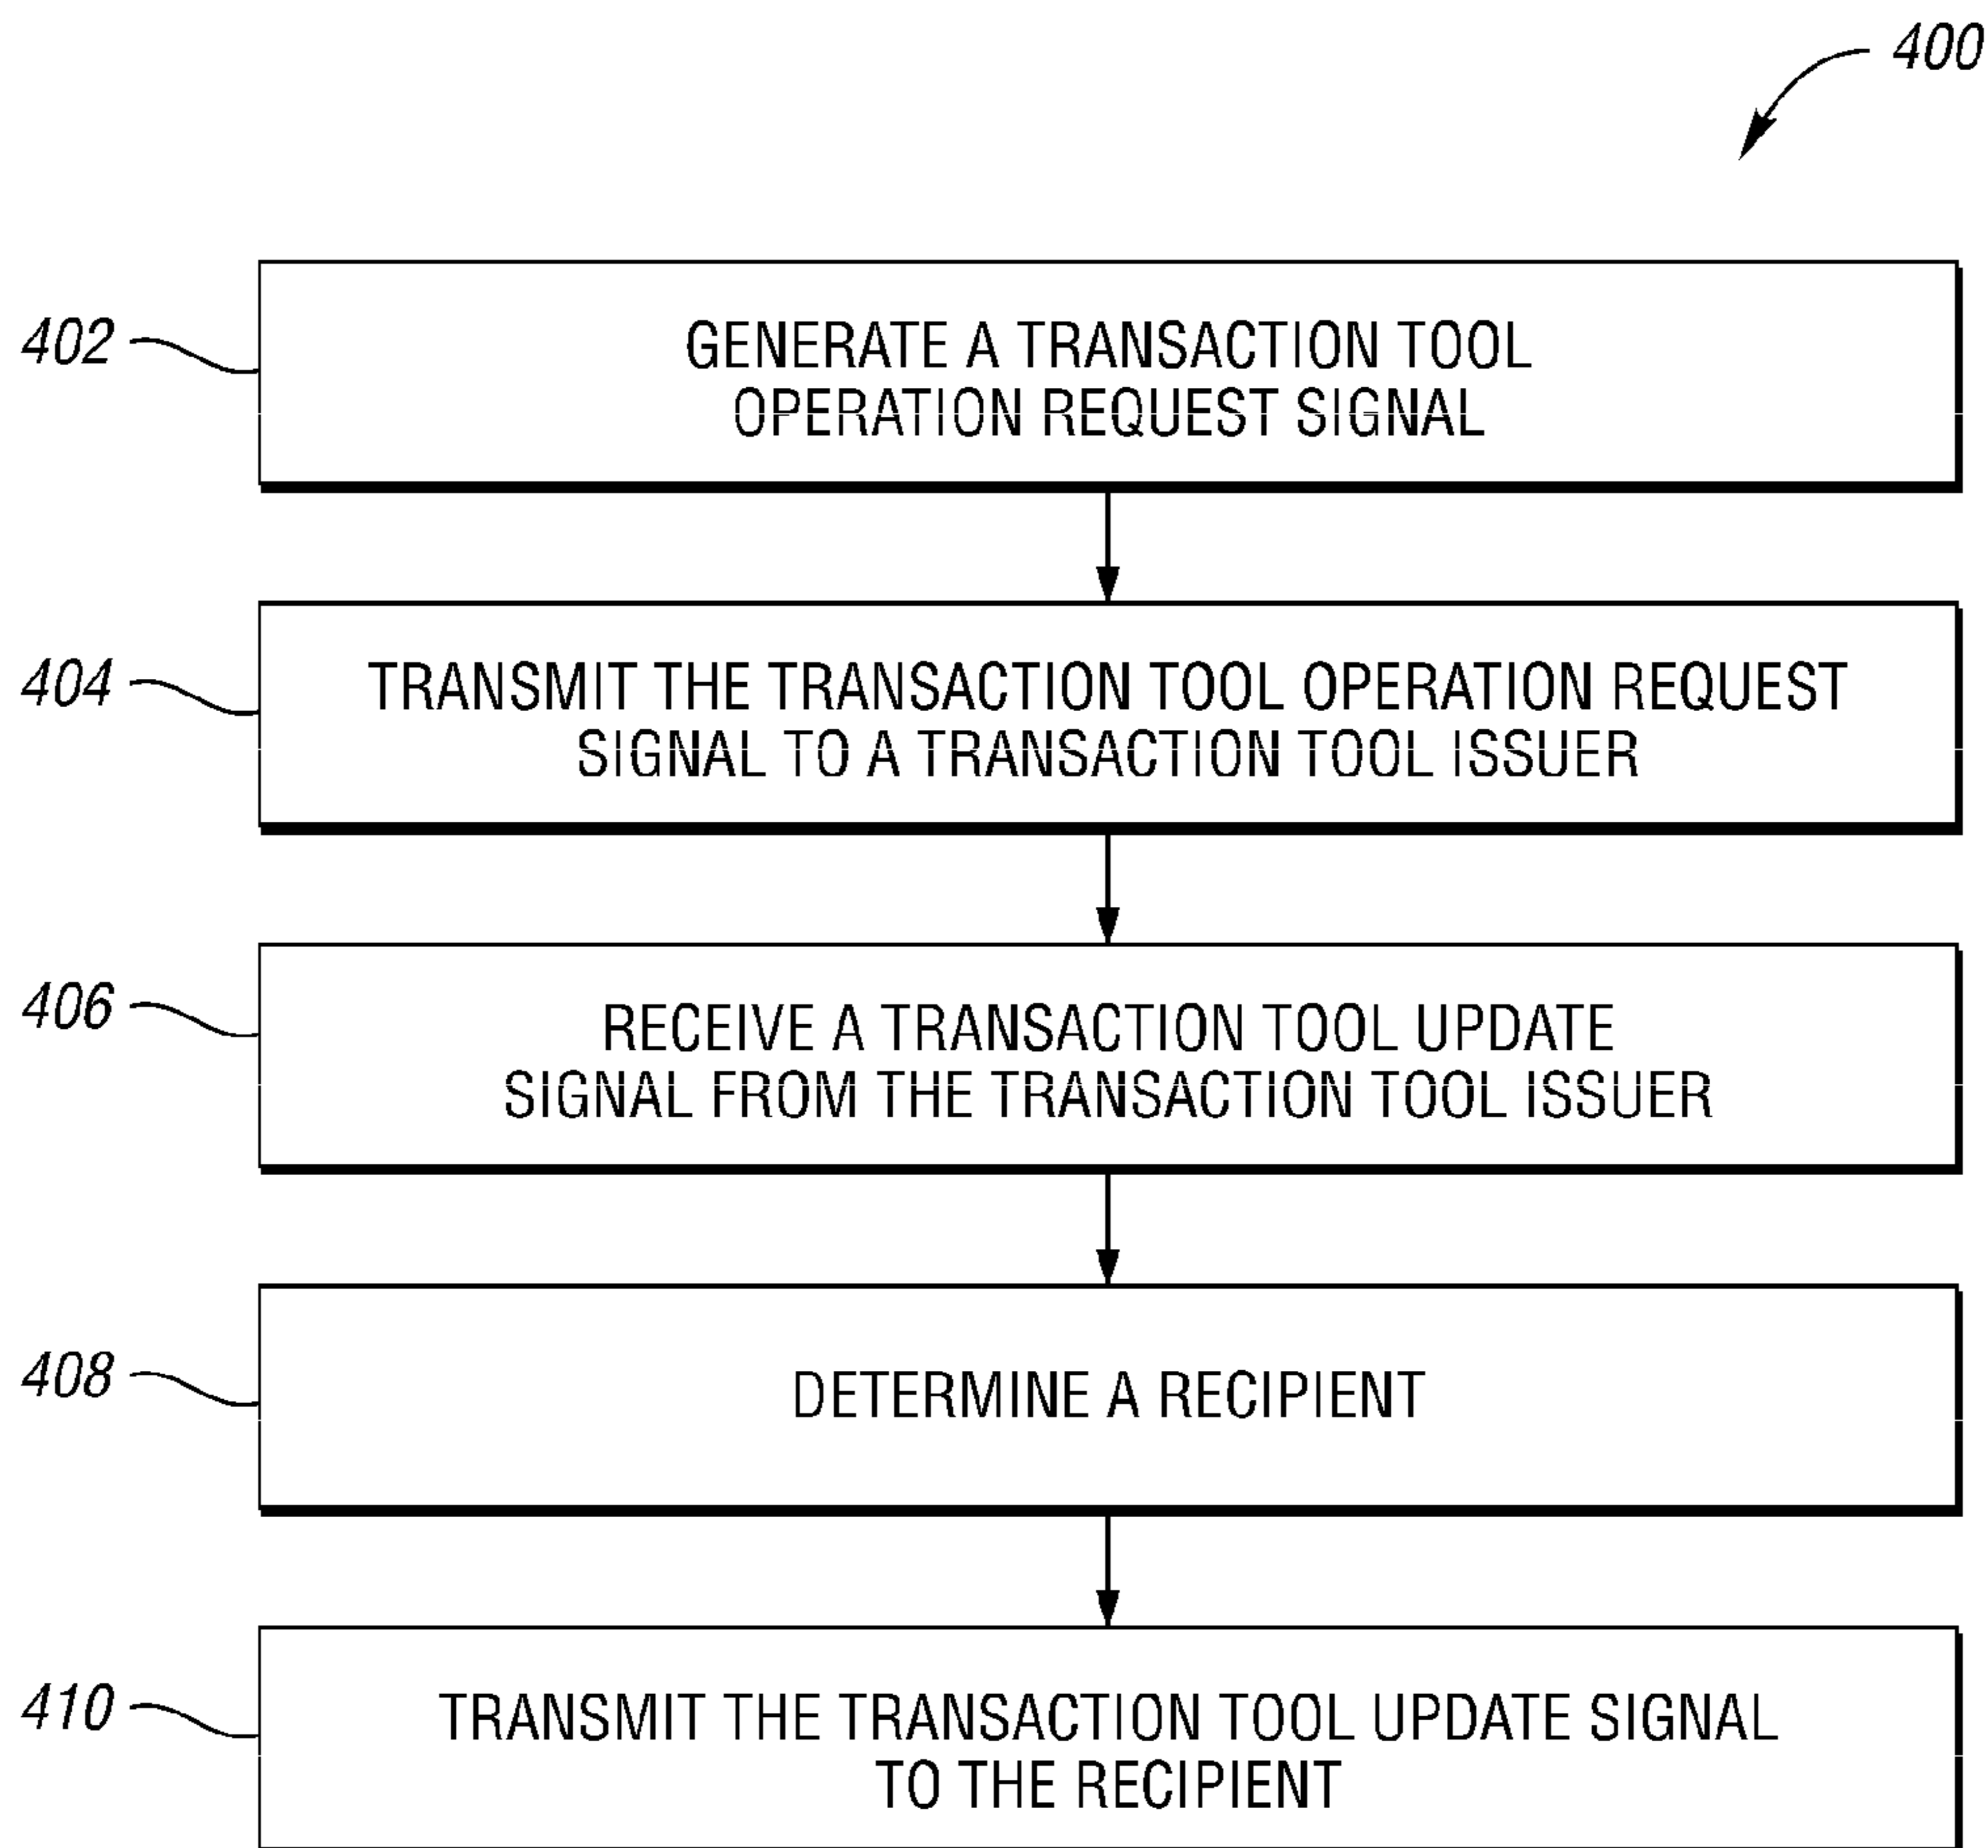 400
402
GENERATE A TRANSACTION TOOL
OPERATION REQUEST SIGNAL
404
TRANSMIT THE TRANSACTION TOOL OPERATION REQUEST
SIGNAL TO A TRANSACTION TOOL ISSUER
406
RECEIVE A TRANSACTION TOOL UPDATE
SIGNAL FROM THE TRANSACTION TOOL ISSUER
408
DETERMINE A RECIPIENT
410
TRANSMIT THE TRANSACTION TOOL UPDATE SIGNAL
TO THE RECIPIENT